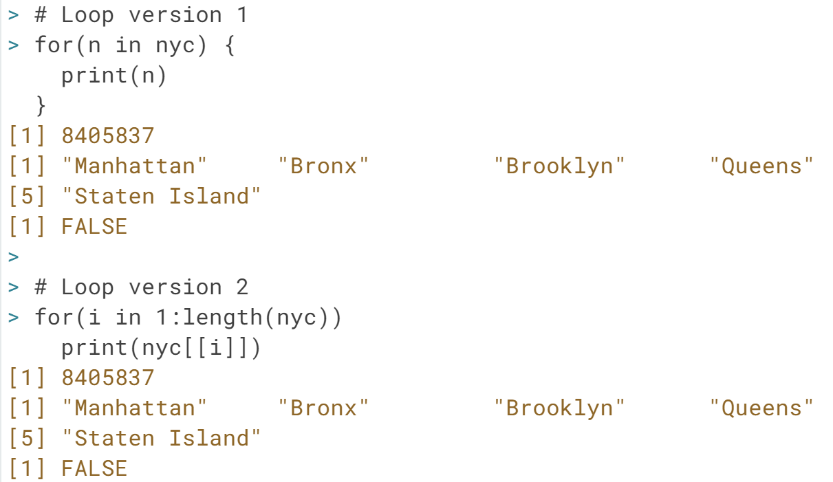 > # Loop version 1
> for(n in nyc) {
    print(n)
  }
[1] 8405837
[1] "Manhattan"     "Bronx"         "Brooklyn"      "Queens"
[5] "Staten Island"
[1] FALSE
>
> # Loop version 2
> for(i in 1:length(nyc))
    print(nyc[[i]])
[1] 8405837
[1] "Manhattan"     "Bronx"         "Brooklyn"      "Queens"
[5] "Staten Island"
[1] FALSE